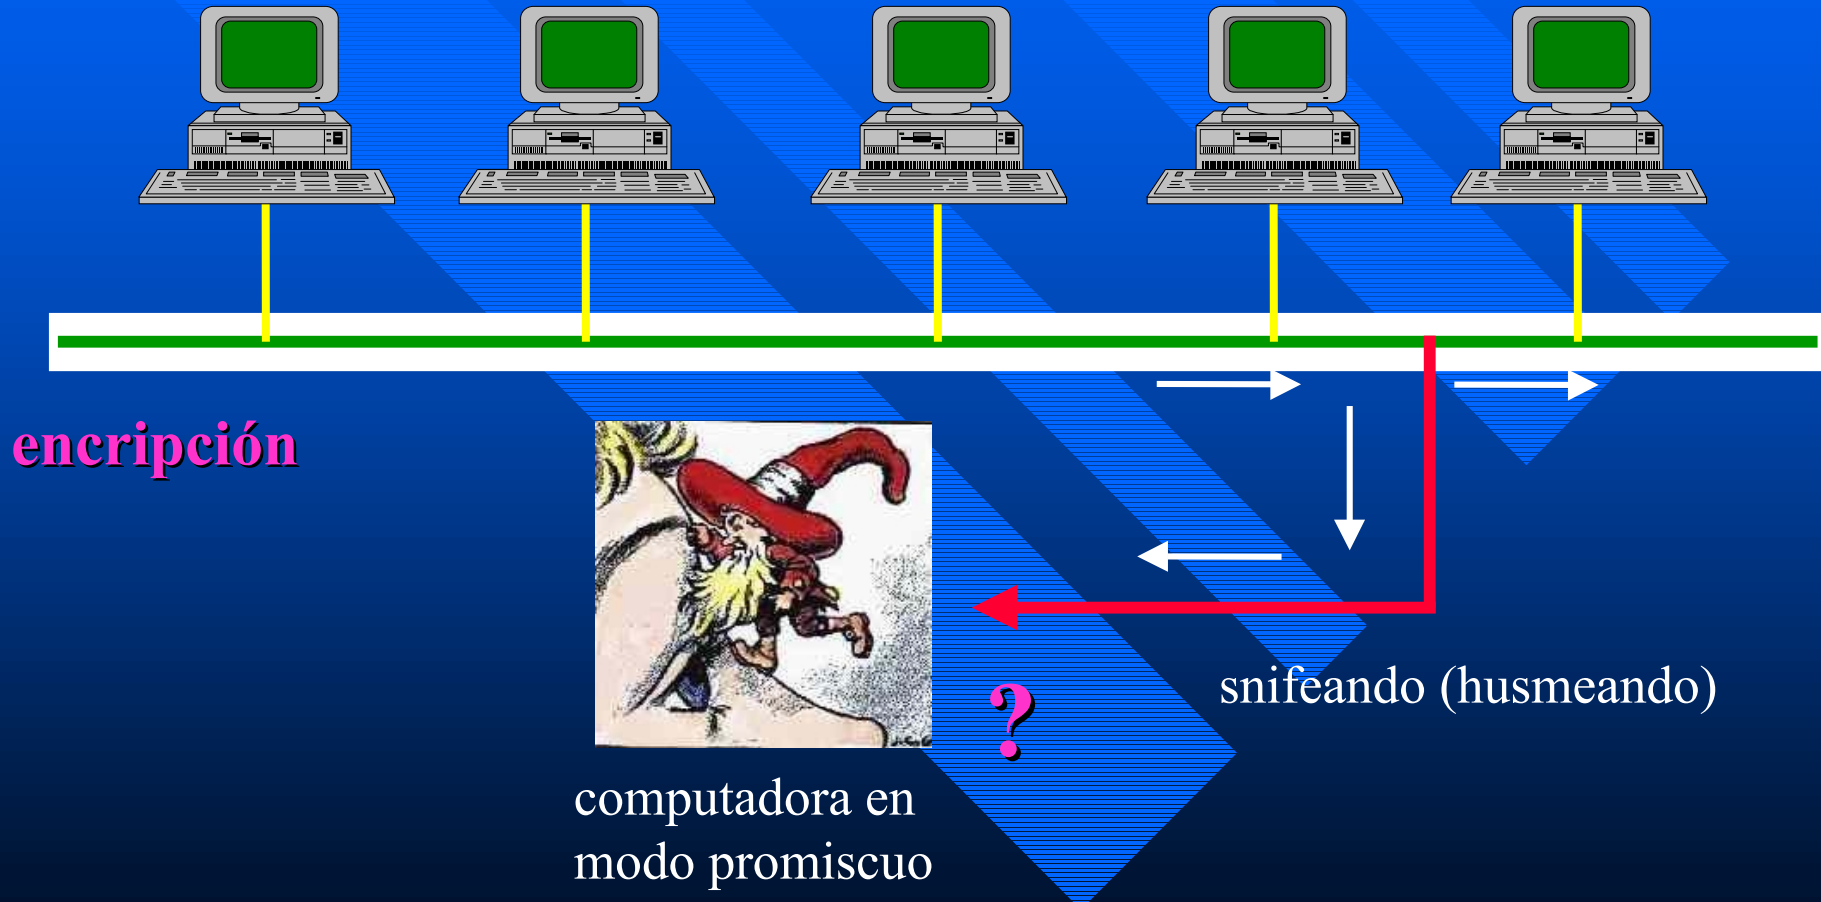 encripción
snifeando (husmeando)
?
computadora en
modo promiscuo